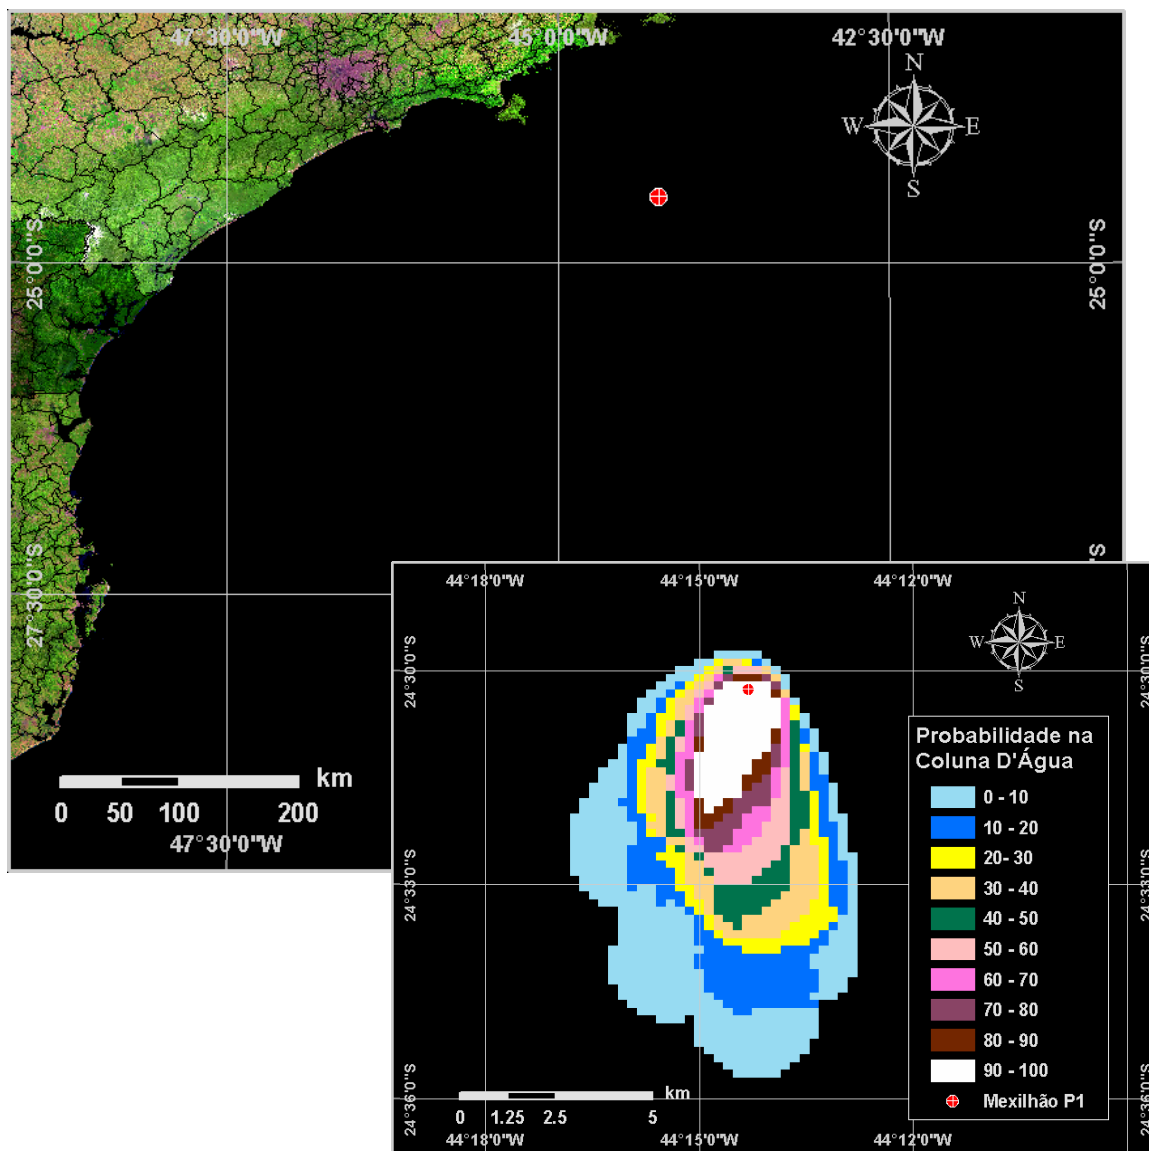 47°30'0"W
45°0'0"W
42°30'0"W
N
W
E
S
25°0'0"S
25°0'0"S
27°30'0"S
km
0
50
100
200
47°30'0"W
44°18'0"W
44°15'0"W
44°12'0"W
N
W
E
S
24°30'0"S
24°30'0"S
Probabilidade na
Coluna D'Água
0 - 10
10 - 20
20- 30
30 - 40
40 - 50
50 - 60
60 - 70
70 - 80
80 - 90
90 - 100
Mexilhão P1
24°33'0"S
24°33'0"S
24°36'0"S
24°36'0"S
km
0
1.25
2.5
5
44°18'0"W
44°15'0"W
44°12'0"W